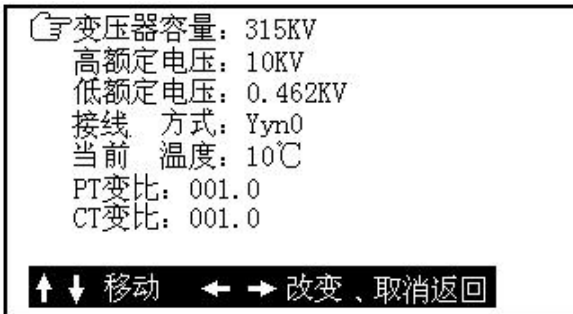 变压器容量：315KV
高额定电压：10KV
低额定电压：0.462KV
接线 方式：Yyn0
当前 温度：10℃
PT变比：001.0
CT变比：001.0
↑ ↓ 移动 ← → 改变、取消返回